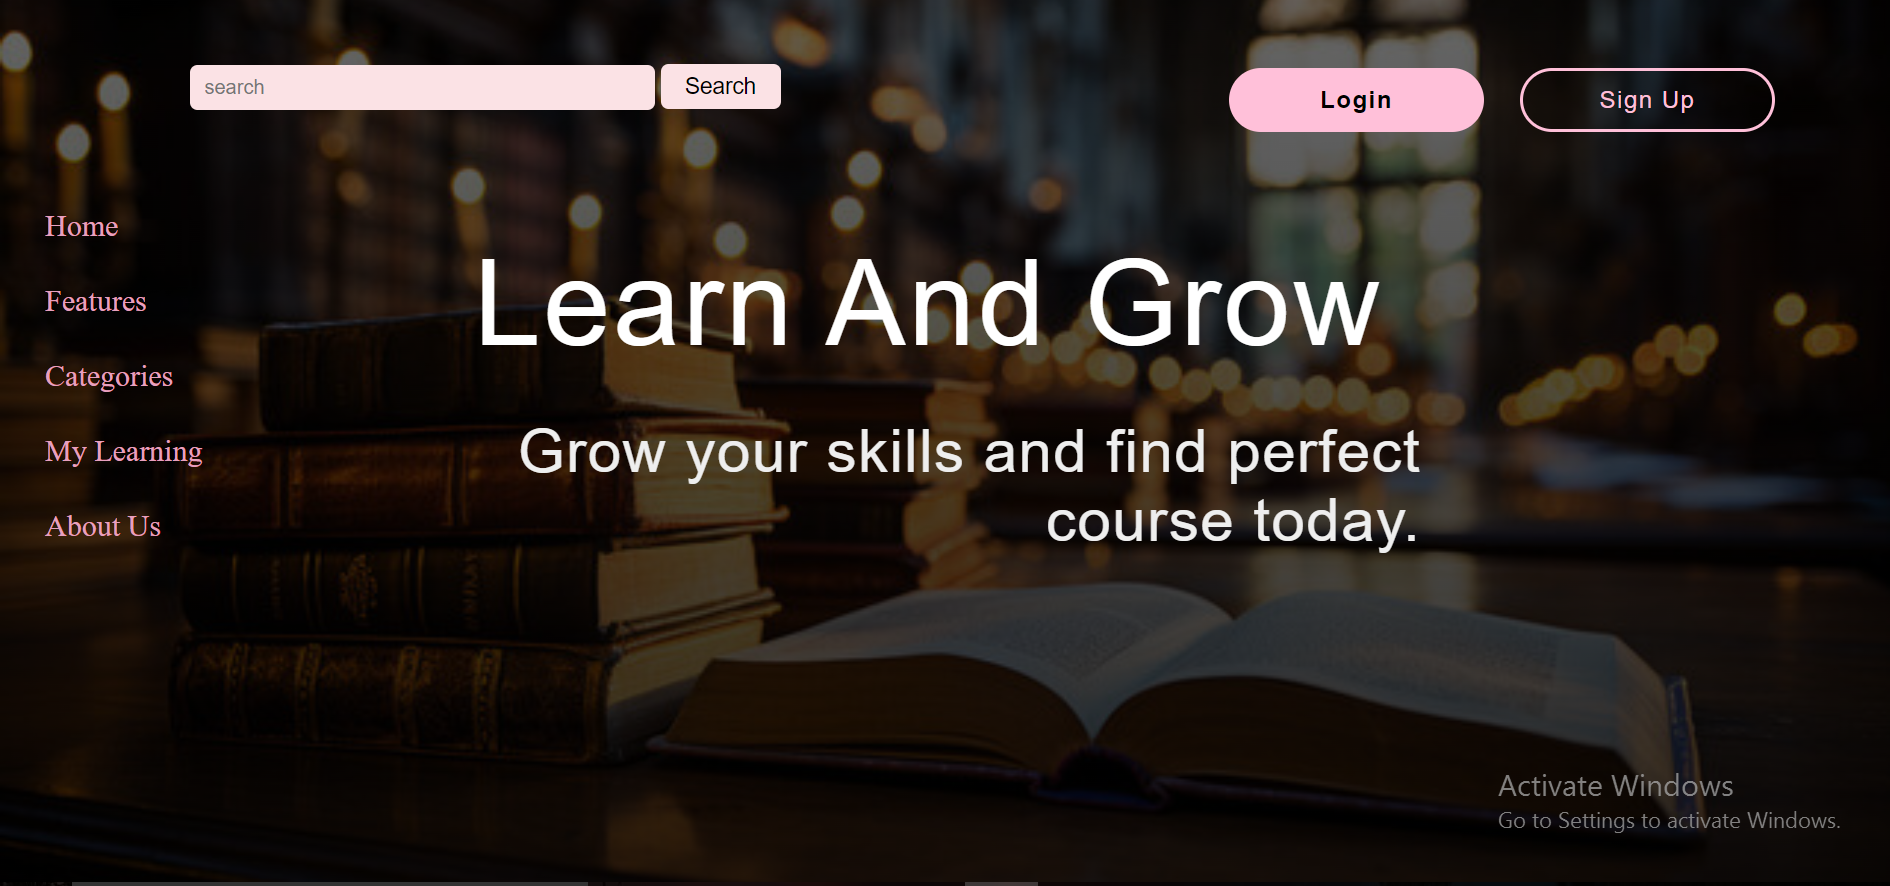 search
Search
Login
Sign Up
Home
Features
Categories
My Learning
About Us
Learn And Grow
Grow your skills and find perfect
course today.
Activate Windows
Go to Settings to activate Windows.